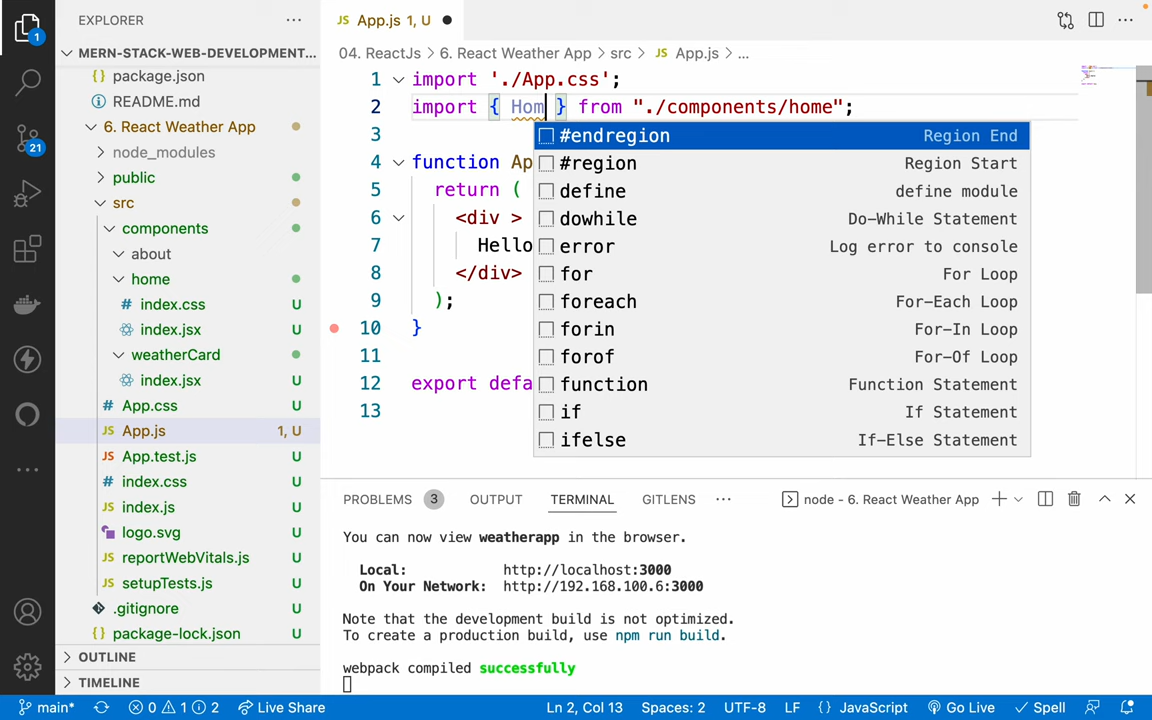 EXPLORER
MERN-STACK-WEB-DEVELOPMENT...
package.json
README.md
6. React Weather App
node_modules
public
src
components
about
home
index.css U
index.jsx U
weatherCard
index.jsx U
App.css U
App.js 1, U
App.test.js U
index.css U
index.js U
logo.svg U
reportWebVitals.js U
setupTests.js U
.gitignore U
package-lock.json U
OUTLINE
TIMELINE
1
21
JS App.js 1, U
04. ReactJs > 6. React Weather App > src > JS App.js > ...
1 import './App.css';
2 import { Hom } from "./components/home";
3
4 function Ap
5 return (
6 <div >
7 Hello
8 </div>
9 );
10 }
11
12 export defa
13
#endregion Region End
#region Region Start
define define module
dowhile Do-While Statement
error Log error to console
for For Loop
foreach For-Each Loop
forin For-In Loop
forof For-Of Loop
function Function Statement
if If Statement
ifelse If-Else Statement
PROBLEMS 3 OUTPUT TERMINAL GITLENS ... node - 6. React Weather App
You can now view weatherapp in the browser.
Local: http://localhost:3000
On Your Network: http://192.168.100.6:3000
Note that the development build is not optimized.
To create a production build, use npm run build.
webpack compiled successfully
main* 0 1 2 Live Share Ln 2, Col 13 Spaces: 2 UTF-8 LF {} JavaScript Go Live Spell